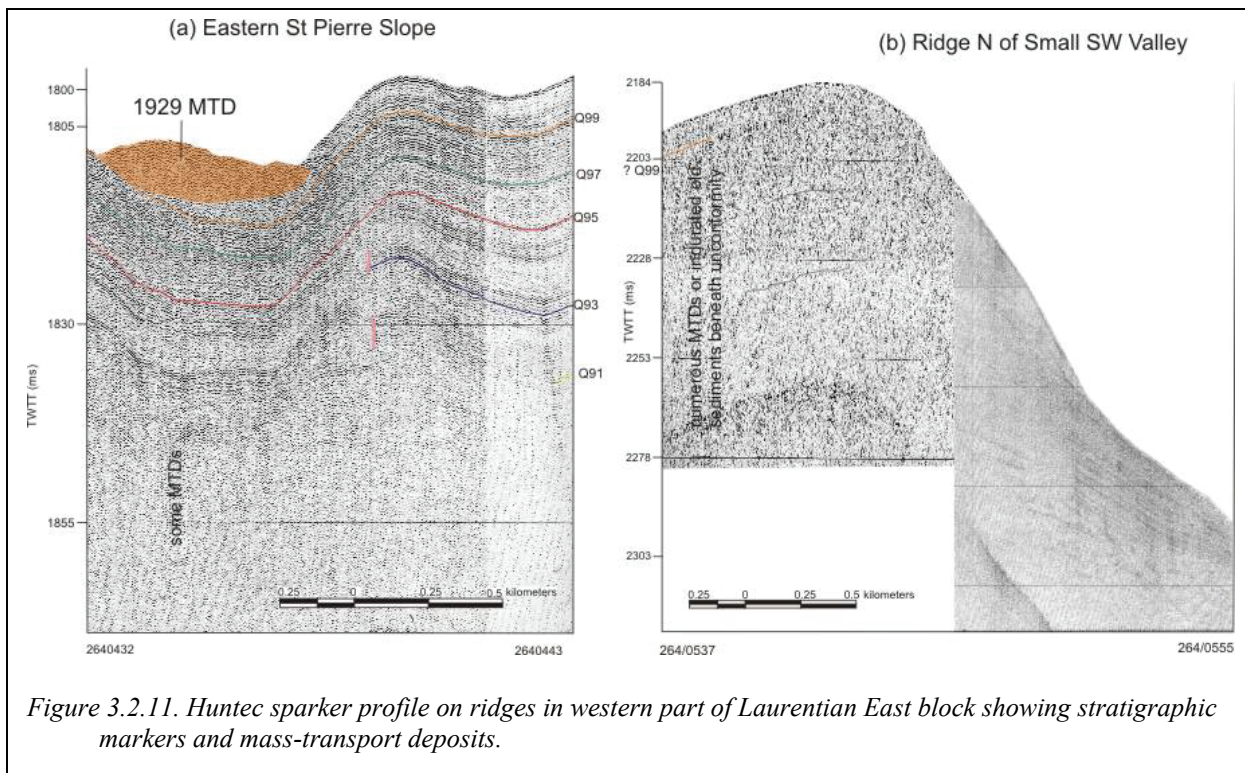 (a) Eastern St Pierre Slope
1929 MTD
1800
1805
1830
1855
TWTT (ms)
Q99
Q97
Q95
Q93
Q91
some MTDs
0.25 0 0.25 0.5 kilometers
2640432
2640443
(b) Ridge N of Small SW Valley
2184
2203
? Q99
2228
2253
2278
2303
TWTT (ms)
numerous MTDs or indurated old
sediments beneath unconformity
0.25 0 0.25 0.5 kilometers
264/0537
264/0555
Figure 3.2.11. Huntec sparker profile on ridges in western part of Laurentian East block showing stratigraphic
markers and mass-transport deposits.